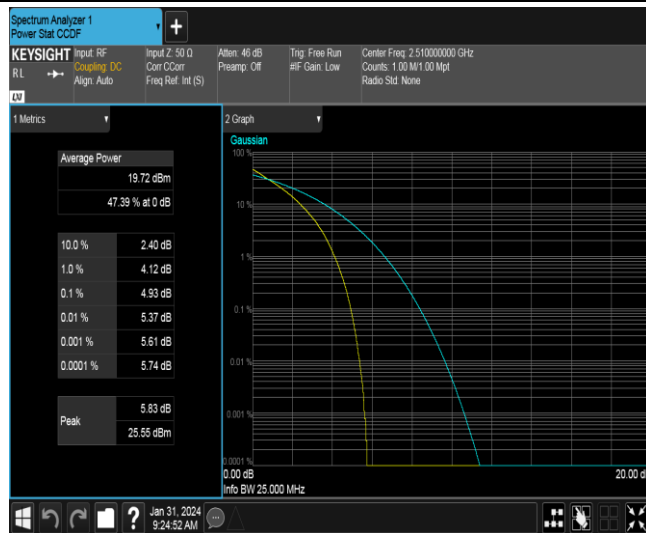 Spectrum Analyzer 1
Power Stat CCDF
KEYSIGHT
RL
Input: RF
Coupling: DC
Align: Auto
Input Z: 50 Ω
Corr CCorr
Freq Ref: Int (S)
Atten: 46 dB
Preamp: Off
Trig: Free Run
#IF Gain: Low
Center Freq: 2.510000000 GHz
Counts: 1.00 M/1.00 Mpt
Radio Std: None
1 Metrics
Average Power
19.72 dBm
47.39 % at 0 dB
10.0 % 2.40 dB
1.0 % 4.12 dB
0.1 % 4.93 dB
0.01 % 5.37 dB
0.001 % 5.61 dB
0.0001 % 5.74 dB
Peak
5.83 dB
25.55 dBm
2 Graph
Gaussian
100 %
10 %
1 %
0.1 %
0.01 %
0.001 %
0.0001 %
0.00 dB
20.00 d
Info BW 25.000 MHz
?
Jan 31, 2024
9:24:52 AM